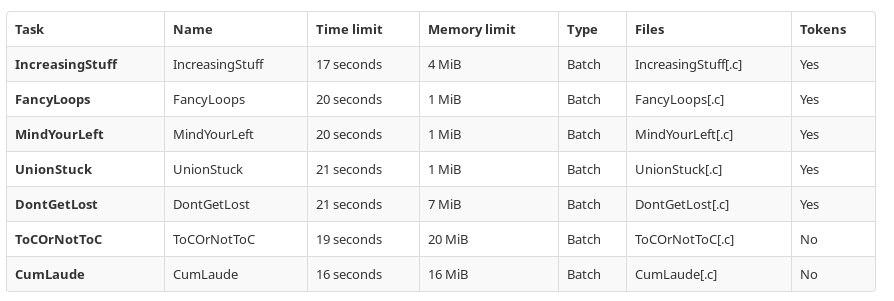 Task Name Time limit Memory limit Type Files Tokens
IncreasingStuff IncreasingStuff 17 seconds 4 MiB Batch IncreasingStuff[.c] Yes
FancyLoops FancyLoops 20 seconds 1 MiB Batch FancyLoops[.c] Yes
MindYourLeft MindYourLeft 20 seconds 1 MiB Batch MindYourLeft[.c] Yes
UnionStuck UnionStuck 21 seconds 1 MiB Batch UnionStuck[.c] Yes
DontGetLost DontGetLost 21 seconds 7 MiB Batch DontGetLost[.c] Yes
ToCOrNotToC ToCOrNotToC 19 seconds 20 MiB Batch ToCOrNotToC[.c] No
CumLaude CumLaude 16 seconds 16 MiB Batch CumLaude[.c] No